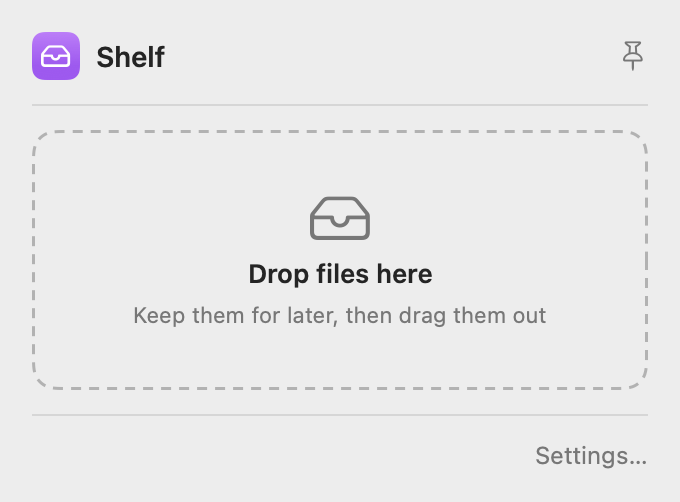 Shelf
Drop files here
Keep them for later, then drag them out
Settings...